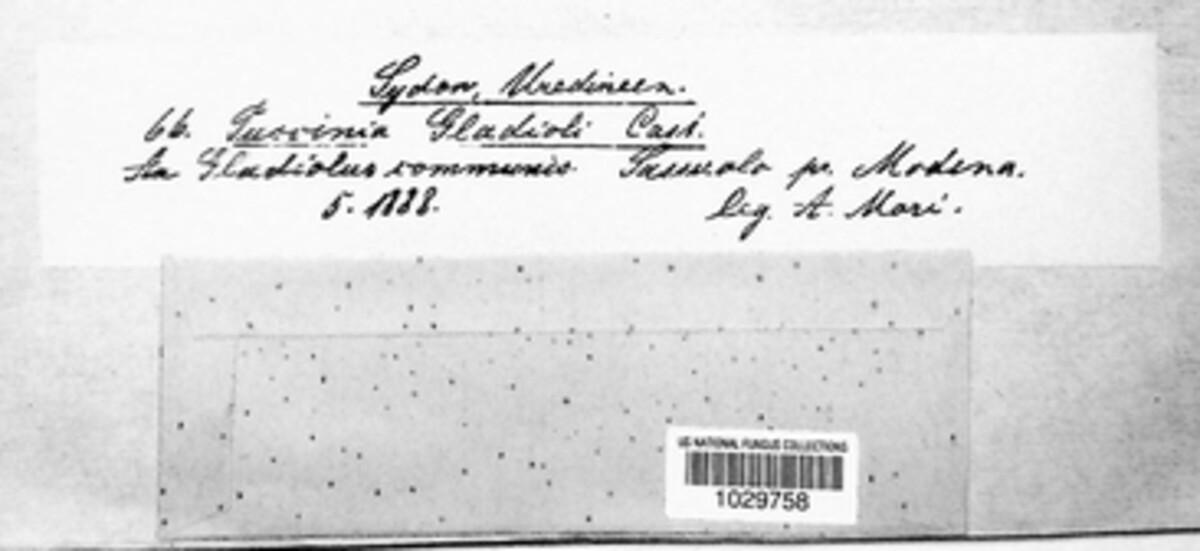 Sydow, Uredineen.
66. Puccinia Gladioli Cast.
An Gladiolus communis Sassuolo pr. Modena.
5. 1888. leg. A. Mori.
US NATIONAL FUNGUS COLLECTIONS
1029758